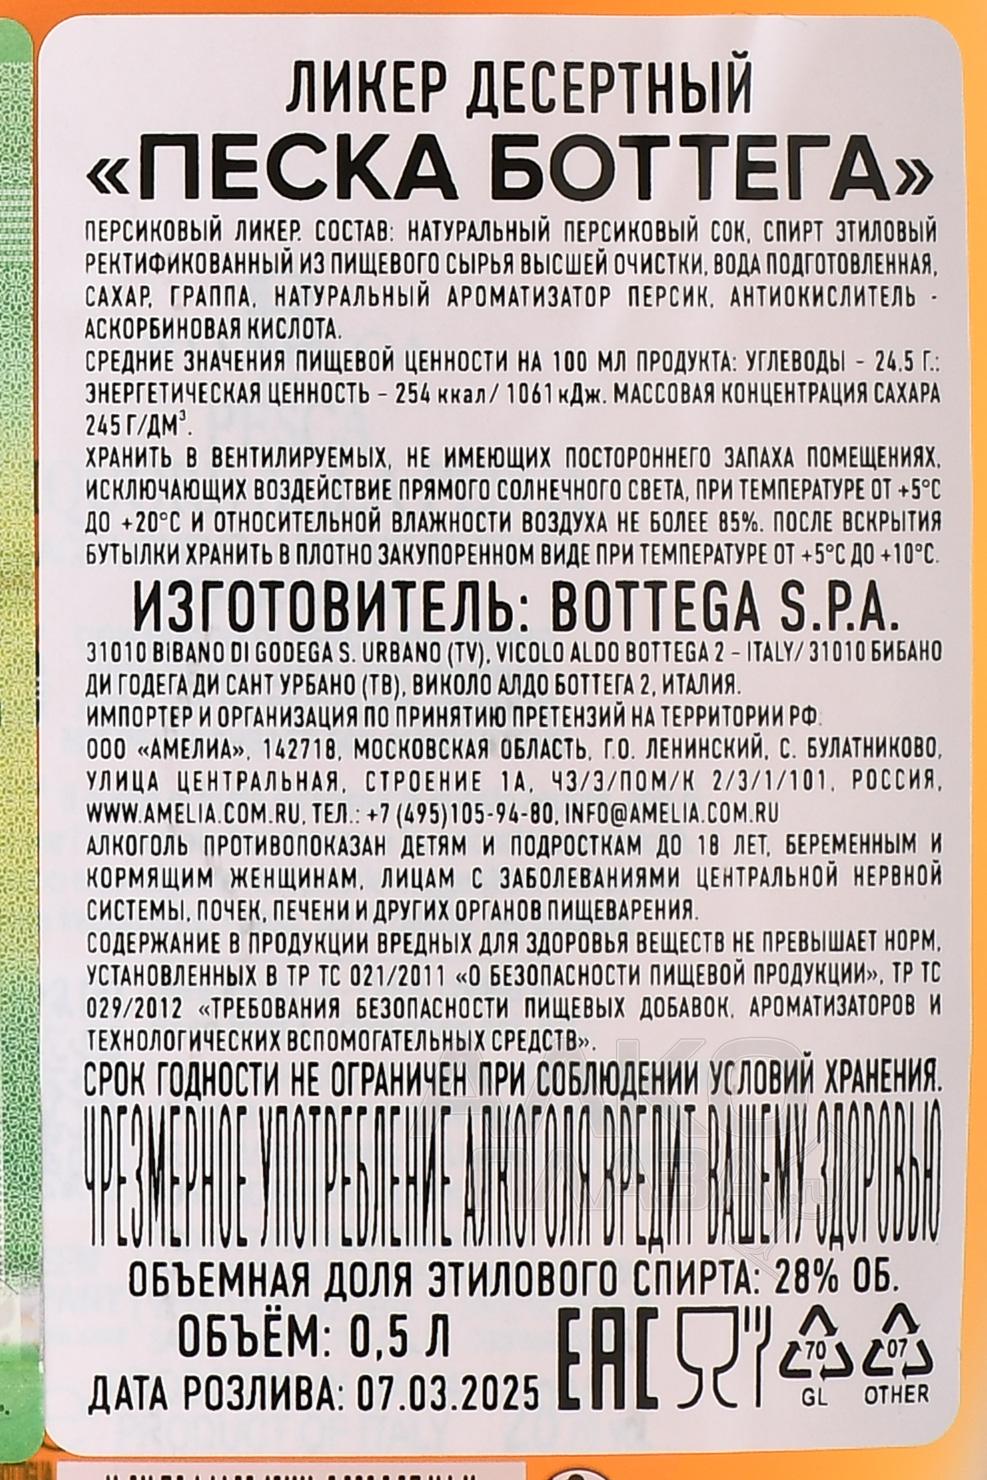 ЛИКЕР ДЕСЕРТНЫЙ
«ПЕСКА БОТТЕГА»
ПЕРСИКОВЫЙ ЛИКЕР. СОСТАВ: НАТУРАЛЬНЫЙ ПЕРСИКОВЫЙ СОК, СПИРТ ЭТИЛОВЫЙ
РЕКТИФИКОВАННЫЙ ИЗ ПИЩЕВОГО СЫРЬЯ ВЫСШЕЙ ОЧИСТКИ, ВОДА ПОДГОТОВЛЕННАЯ,
САХАР, ГРАППА, НАТУРАЛЬНЫЙ АРОМАТИЗАТОР ПЕРСИК, АНТИОКИСЛИТЕЛЬ -
АСКОРБИНОВАЯ КИСЛОТА.
СРЕДНИЕ ЗНАЧЕНИЯ ПИЩЕВОЙ ЦЕННОСТИ НА 100 МЛ ПРОДУКТА: УГЛЕВОДЫ - 24.5 Г.;
ЭНЕРГЕТИЧЕСКАЯ ЦЕННОСТЬ - 254 ккал/ 1061 кДж. МАССОВАЯ КОНЦЕНТРАЦИЯ САХАРА
245 Г/ДМ³.
ХРАНИТЬ В ВЕНТИЛИРУЕМЫХ, НЕ ИМЕЮЩИХ ПОСТОРОННЕГО ЗАПАХА ПОМЕЩЕНИЯХ,
ИСКЛЮЧАЮЩИХ ВОЗДЕЙСТВИЕ ПРЯМОГО СОЛНЕЧНОГО СВЕТА, ПРИ ТЕМПЕРАТУРЕ ОТ +5°С
ДО +20°С И ОТНОСИТЕЛЬНОЙ ВЛАЖНОСТИ ВОЗДУХА НЕ БОЛЕЕ 85%. ПОСЛЕ ВСКРЫТИЯ
БУТЫЛКИ ХРАНИТЬ В ПЛОТНО ЗАКУПОРЕННОМ ВИДЕ ПРИ ТЕМПЕРАТУРЕ ОТ +5°С ДО +10°С.
ИЗГОТОВИТЕЛЬ: BOTTEGA S.P.A.
31010 BIBANO DI GODEGA S. URBANO (TV), VICOLO ALDO BOTTEGA 2 - ITALY/ 31010 БИБАНО
ДИ ГОДЕГА ДИ САНТ УРБАНО (ТВ), ВИКОЛО АЛДО БОТТЕГА 2, ИТАЛИЯ.
ИМПОРТЕР И ОРГАНИЗАЦИЯ ПО ПРИНЯТИЮ ПРЕТЕНЗИЙ НА ТЕРРИТОРИИ РФ:
ООО «АМЕЛИА», 142718, МОСКОВСКАЯ ОБЛАСТЬ, Г.О. ЛЕНИНСКИЙ, С. БУЛАТНИКОВО,
УЛИЦА ЦЕНТРАЛЬНАЯ, СТРОЕНИЕ 1А, ЧЗ/Э/ПОМ/К 2/3/1/101, РОССИЯ,
WWW.AMELIA.COM.RU, ТЕЛ.: +7 (495)105-94-80, INFO@AMELIA.COM.RU
АЛКОГОЛЬ ПРОТИВОПОКАЗАН ДЕТЯМ И ПОДРОСТКАМ ДО 18 ЛЕТ, БЕРЕМЕННЫМ И
КОРМЯЩИМ ЖЕНЩИНАМ, ЛИЦАМ С ЗАБОЛЕВАНИЯМИ ЦЕНТРАЛЬНОЙ НЕРВНОЙ
СИСТЕМЫ, ПОЧЕК, ПЕЧЕНИ И ДРУГИХ ОРГАНОВ ПИЩЕВАРЕНИЯ.
СОДЕРЖАНИЕ В ПРОДУКЦИИ ВРЕДНЫХ ДЛЯ ЗДОРОВЬЯ ВЕЩЕСТВ НЕ ПРЕВЫШАЕТ НОРМ,
УСТАНОВЛЕННЫХ В ТР ТС 021/2011 «О БЕЗОПАСНОСТИ ПИЩЕВОЙ ПРОДУКЦИИ», ТР ТС
029/2012 «ТРЕБОВАНИЯ БЕЗОПАСНОСТИ ПИЩЕВЫХ ДОБАВОК, АРОМАТИЗАТОРОВ И
ТЕХНОЛОГИЧЕСКИХ ВСПОМОГАТЕЛЬНЫХ СРЕДСТВ».
СРОК ГОДНОСТИ НЕ ОГРАНИЧЕН ПРИ СОБЛЮДЕНИИ УСЛОВИЙ ХРАНЕНИЯ.
ЧРЕЗМЕРНОЕ УПОТРЕБЛЕНИЕ АЛКОГОЛЯ ВРЕДИТ ВАШЕМУ ЗДОРОВЬЮ
ОБЪЕМНАЯ ДОЛЯ ЭТИЛОВОГО СПИРТА: 28% ОБ.
ОБЪЁМ: 0,5 Л
ДАТА РОЗЛИВА: 07.03.2025
EAC
70
GL
07
OTHER